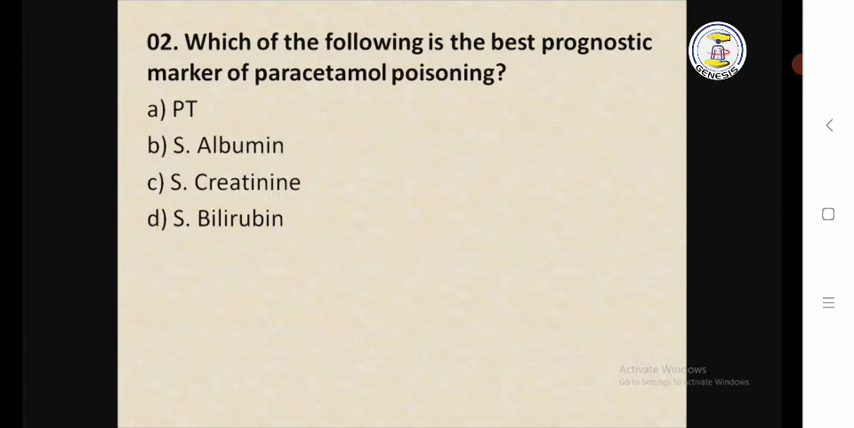 02. Which of the following is the best prognostic
marker of paracetamol poisoning?
a) PT
b) S. Albumin
c) S. Creatinine
d) S. Bilirubin
GENESIS
Activate Windows
Go to Settings to activate Windows.